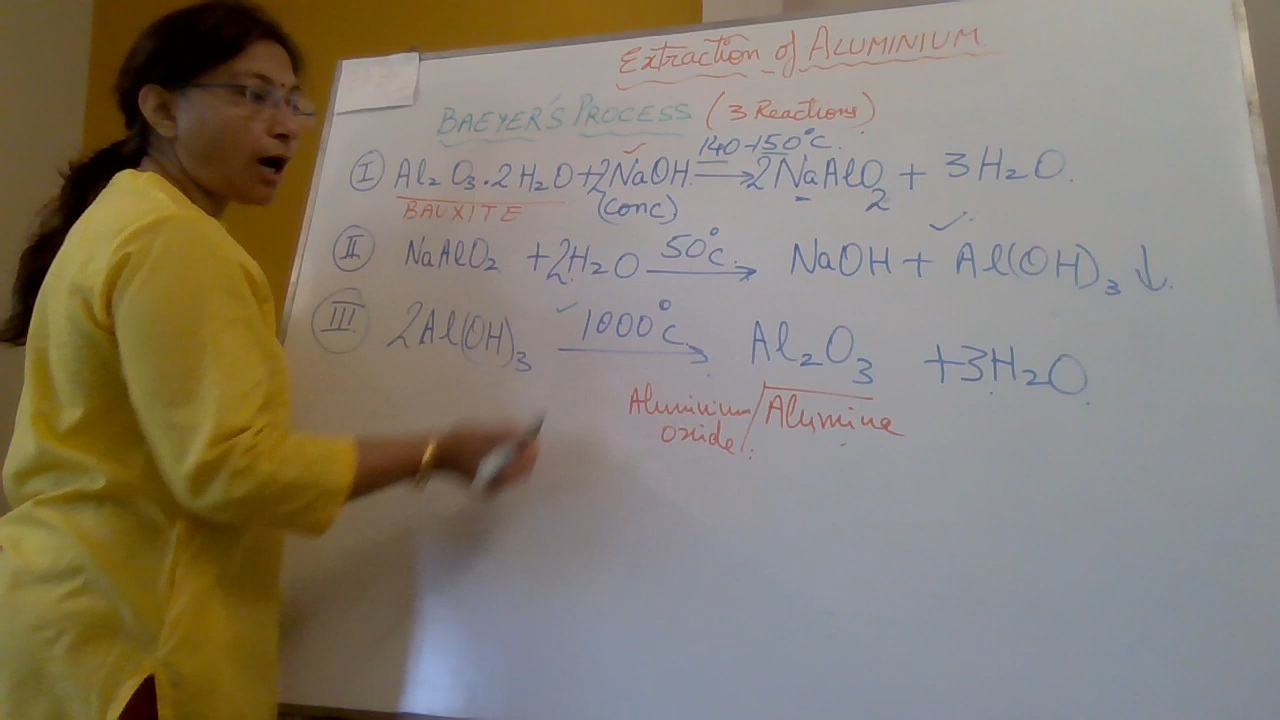 Extraction of ALUMINIUM
BAEYER'S PROCESS (3 Reactions)
I Al₂O₃·2H₂O + 2NaOH 140-150°C. → 2NaAlO₂ + 3H₂O.
BAUXITE (conc)
II NaAlO₂ + 2H₂O 50°C. → NaOH + Al(OH)₃ ↓.
III 2Al(OH)₃ 1000°C. → Al₂O₃ + 3H₂O.
Aluminium oxide / Alumina